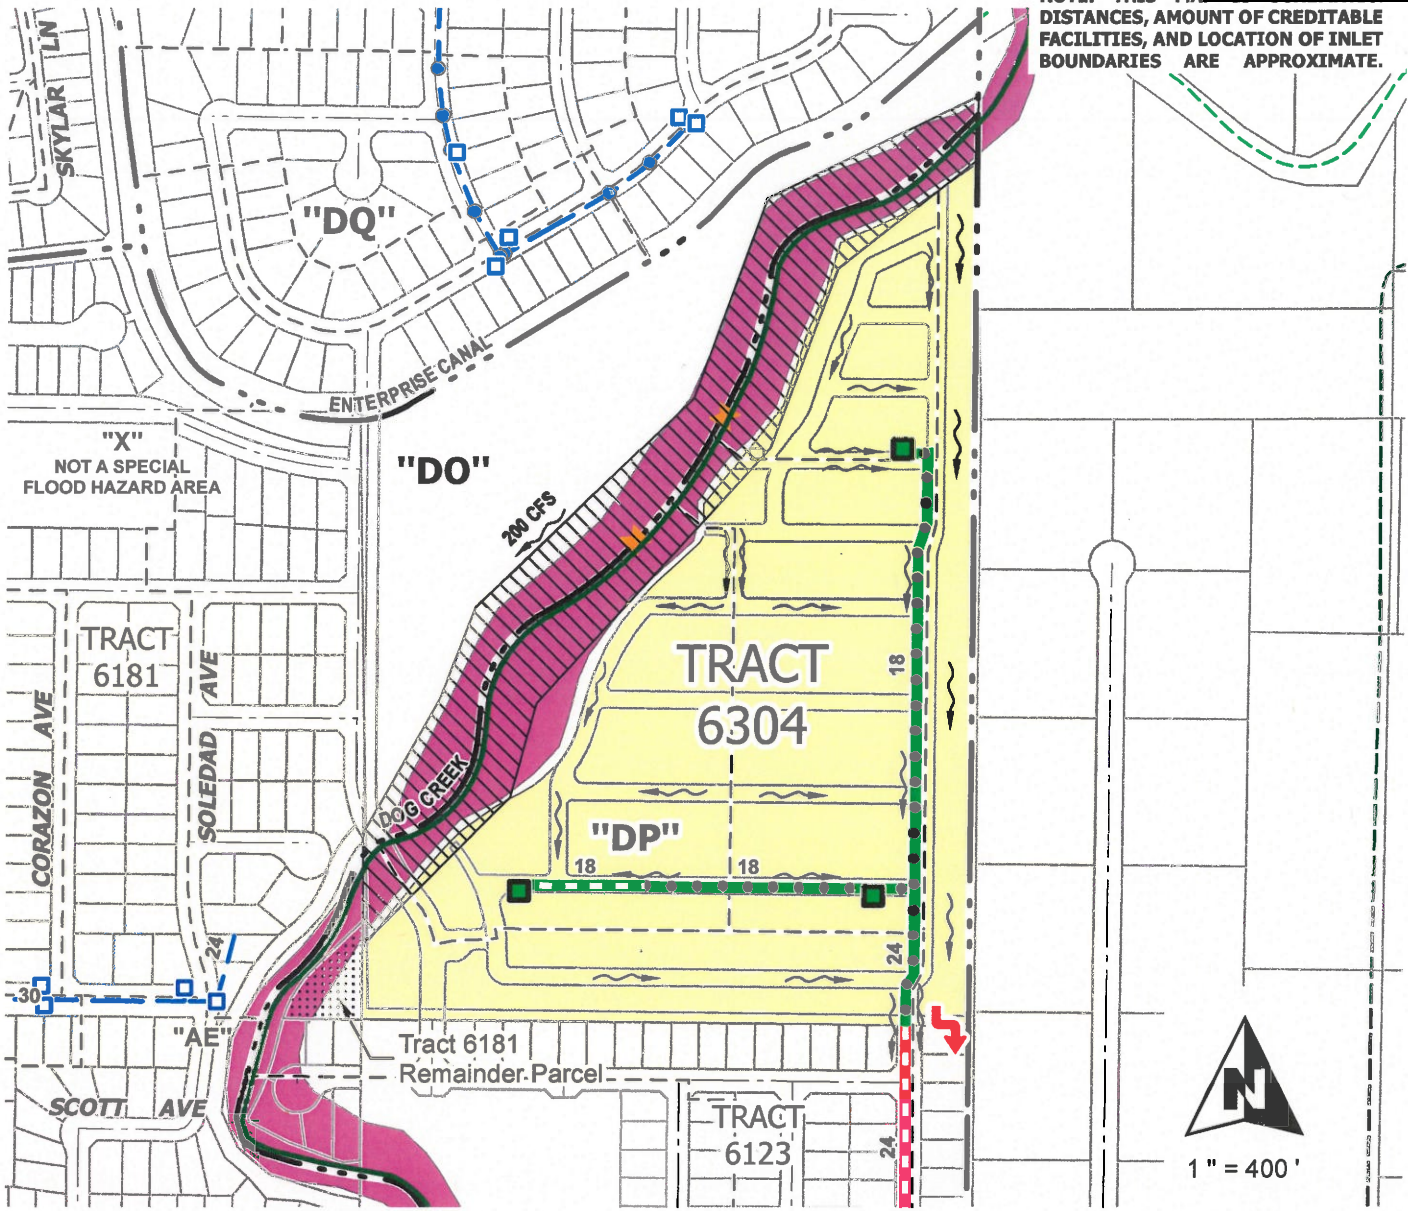 DISTANCES, AMOUNT OF CREDITABLE
FACILITIES, AND LOCATION OF INLET
BOUNDARIES ARE APPROXIMATE.
SKYLAR LN
"DQ"
ENTERPRISE CANAL
"X"
NOT A SPECIAL
FLOOD HAZARD AREA
"DO"
200 CFS
TRACT
6181
CORAZON AVE
SOLEDAD AVE
TRACT
6304
18
DOG CREEK
"DP"
18
18
24
24
30
"AE"
Tract 6181
Remainder Parcel
SCOTT AVE
TRACT
6123
24
N
1 " = 400 '